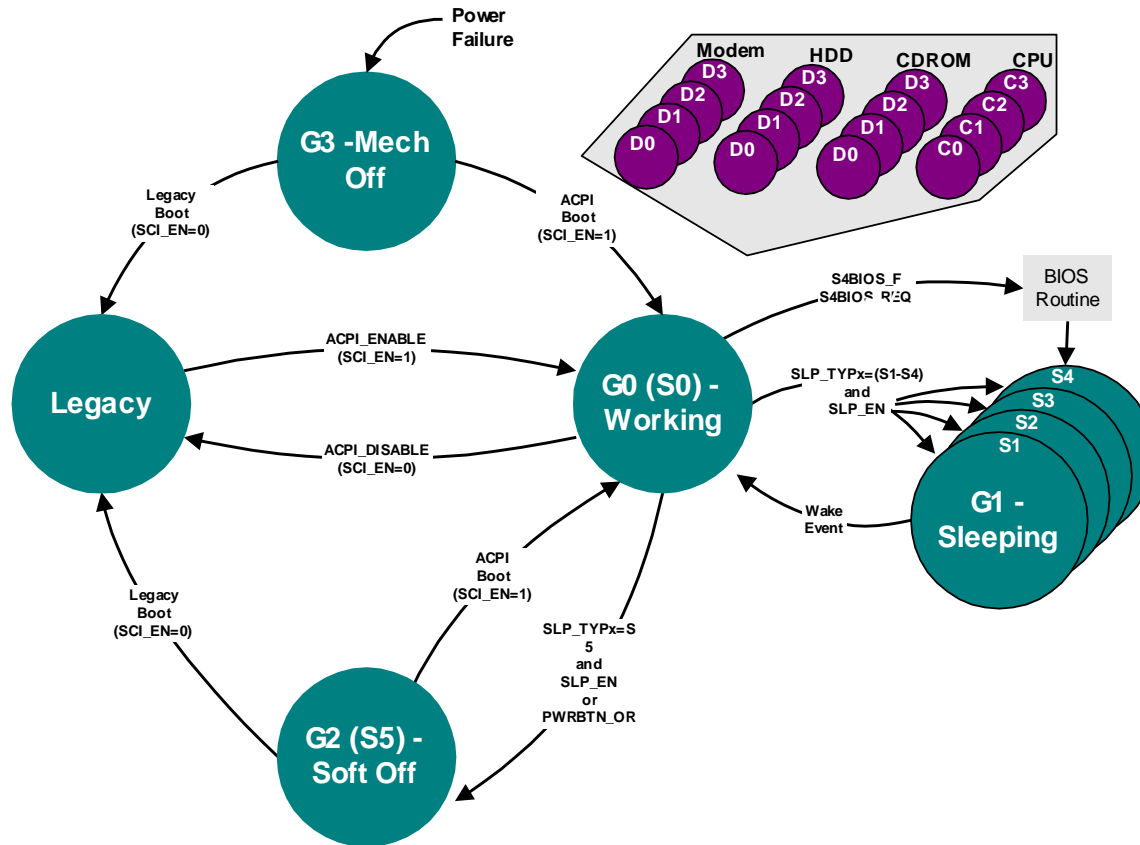 Power
Failure
Modem
HDD
CDROM
CPU
D3
D2
D1
D0
D3
D2
D1
D0
D3
D2
D1
D0
C3
C2
C1
C0
G3 -Mech
Off
Legacy
Boot
(SCI_EN=0)
ACPI
Boot
(SCI_EN=1)
S4BIOS_F
S4BIOS_REQ
BIOS
Routine
ACPI_ENABLE
(SCI_EN=1)
Legacy
G0 (S0) -
Working
SLP_TYPx=(S1-S4)
and
SLP_EN
S4
S3
S2
S1
G1 -
Sleeping
ACPI_DISABLE
(SCI_EN=0)
Wake
Event
ACPI
Boot
(SCI_EN=1)
Legacy
Boot
(SCI_EN=0)
SLP_TYPx=S
5
and
SLP_EN
or
PWRBTN_OR
G2 (S5) -
Soft Off